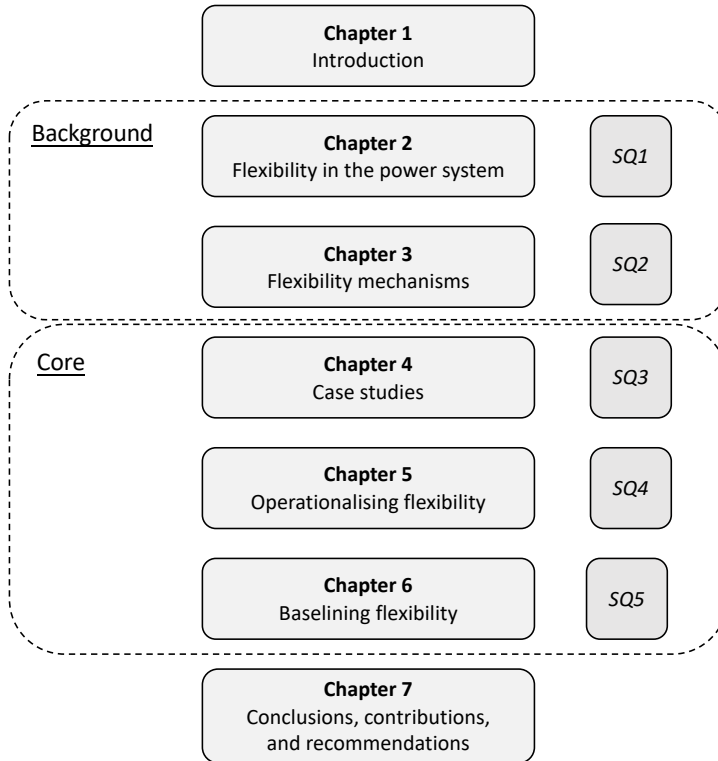 Chapter 1
Introduction
Background
Chapter 2
Flexibility in the power system
SQ1
Chapter 3
Flexibility mechanisms
SQ2
Core
Chapter 4
Case studies
SQ3
Chapter 5
Operationalising flexibility
SQ4
Chapter 6
Baselining flexibility
SQ5
Chapter 7
Conclusions, contributions,
and recommendations